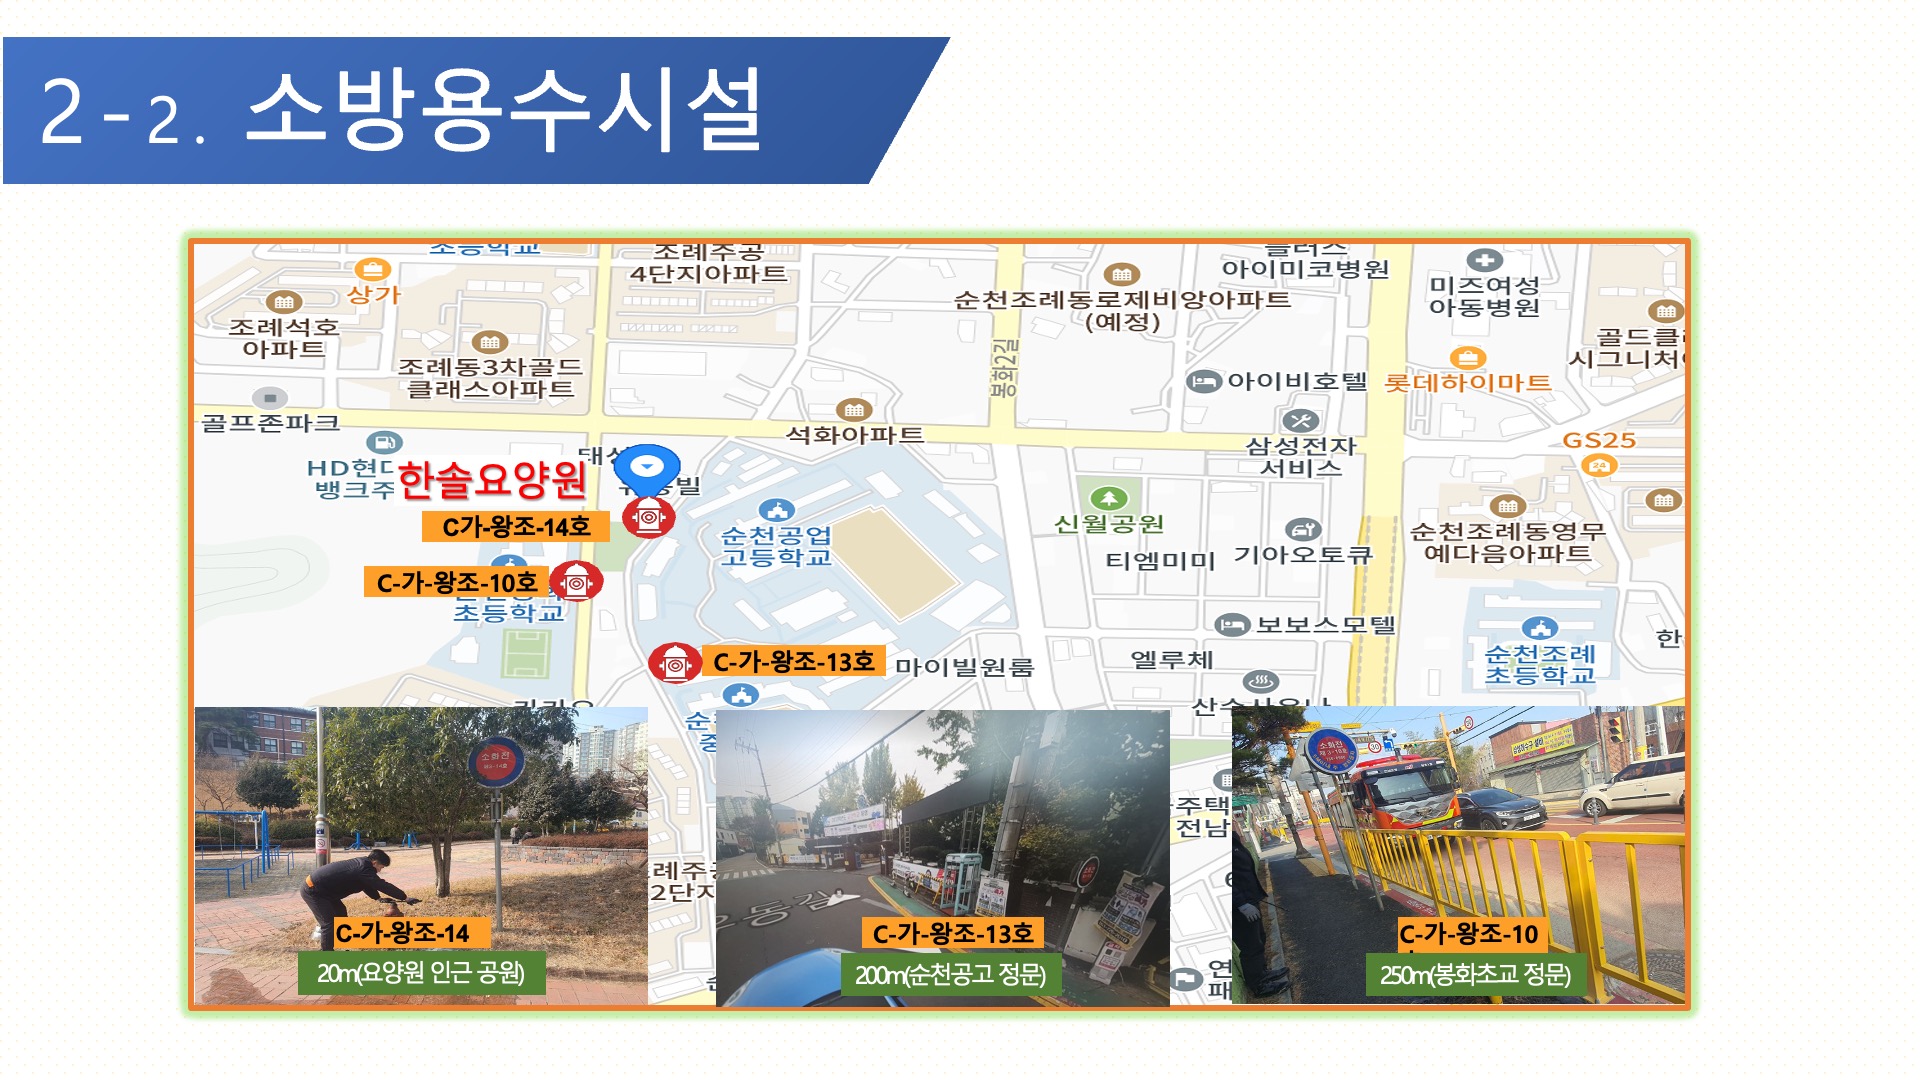 2-2. 소방용수시설
초등학교
조례주공
4단지아파트
플러스
아이미코병원
미즈여성
아동병원
상가
순천조례동로제비앙아파트
(예정)
조례석호
아파트
골드클
시그니처
조례동3차골드
클래스아파트
봉화2길
아이비호텔
롯데하이마트
골프존파크
석화아파트
삼성전자
서비스
GS25
24
HD현대
뱅크주
한솔요양원
대성
빌
C가-왕조-14호
순천공업
고등학교
신월공원
티엠미미
기아오토큐
순천조례동영무
예다음아파트
C-가-왕조-10호
초등학교
보보스모텔
C-가-왕조-13호
마이빌원룸
엘루체
순천조례
초등학교
한
순
중
소화전
소화전
주택
전남
례주
2단지
6
우동길
C-가-왕조-14
20m(요양원 인근 공원)
C-가-왕조-13호
200m(순천공고 정문)
C-가-왕조-10
250m(봉화초교 정문)
연
패